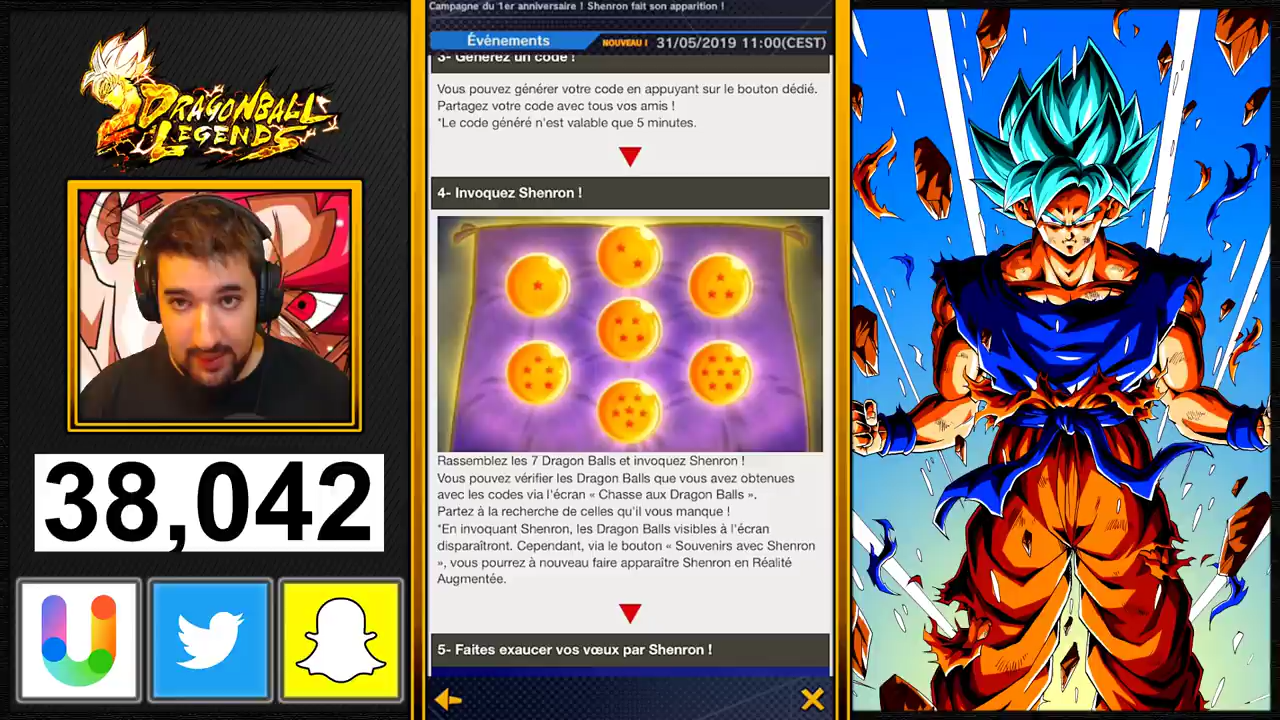 Campagne du 1er anniversaire ! Shenron fait son apparition !
Événements
NOUVEAU !
31/05/2019 11:00(CEST)
3- Générez un code !
Vous pouvez générer votre code en appuyant sur le bouton dédié.
Partagez votre code avec tous vos amis !
*Le code généré n'est valable que 5 minutes.
4- Invoquez Shenron !
Rassemblez les 7 Dragon Balls et invoquez Shenron !
Vous pouvez vérifier les Dragon Balls que vous avez obtenues
avec les codes via l'écran « Chasse aux Dragon Balls ».
Partez à la recherche de celles qu'il vous manque !
*En invoquant Shenron, les Dragon Balls visibles à l'écran
disparaîtront. Cependant, via le bouton « Souvenirs avec Shenron
», vous pourrez à nouveau faire apparaître Shenron en Réalité
Augmentée.
5- Faites exaucer vos vœux par Shenron !
DRAGONBALL
LEGENDS
38,042